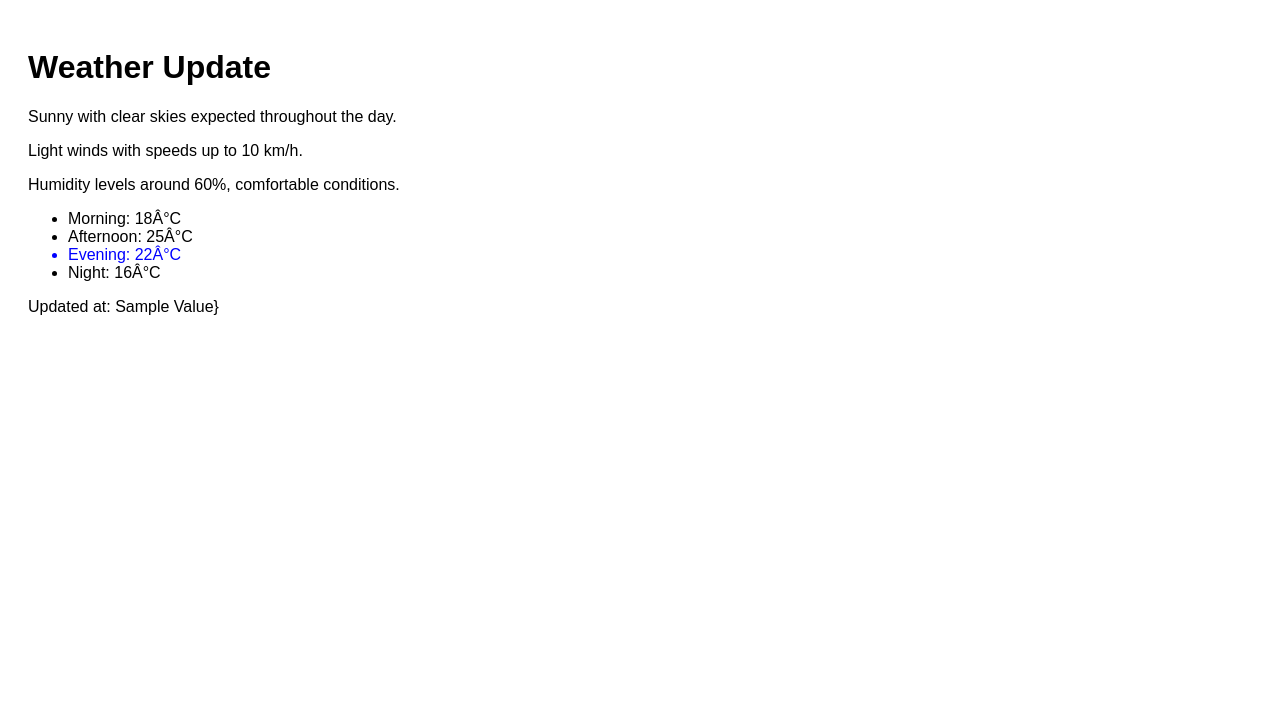 Weather Update
Sunny with clear skies expected throughout the day.
Light winds with speeds up to 10 km/h.
Humidity levels around 60%, comfortable conditions.
Morning: 18Â°C
Afternoon: 25Â°C
Evening: 22Â°C
Night: 16Â°C
Updated at: Sample Value}